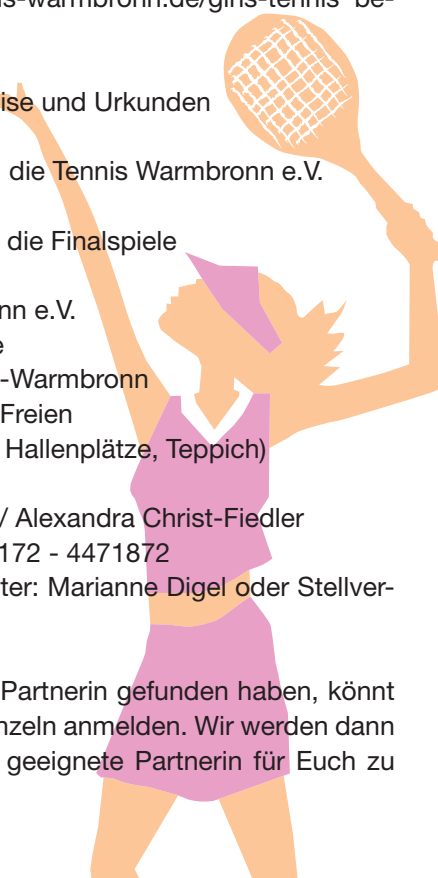 is-warmbronn.de/girls-tennis be-
ise und Urkunden
die Tennis Warmbronn e.V.
die Finalspiele
nn e.V.
e
-Warmbronn
Freien
Hallenplätze, Teppich)
/ Alexandra Christ-Fiedler
172 - 4471872
ter: Marianne Digel oder Stellver-
Partnerin gefunden haben, könnt
nzeln anmelden. Wir werden dann
geeignete Partnerin für Euch zu